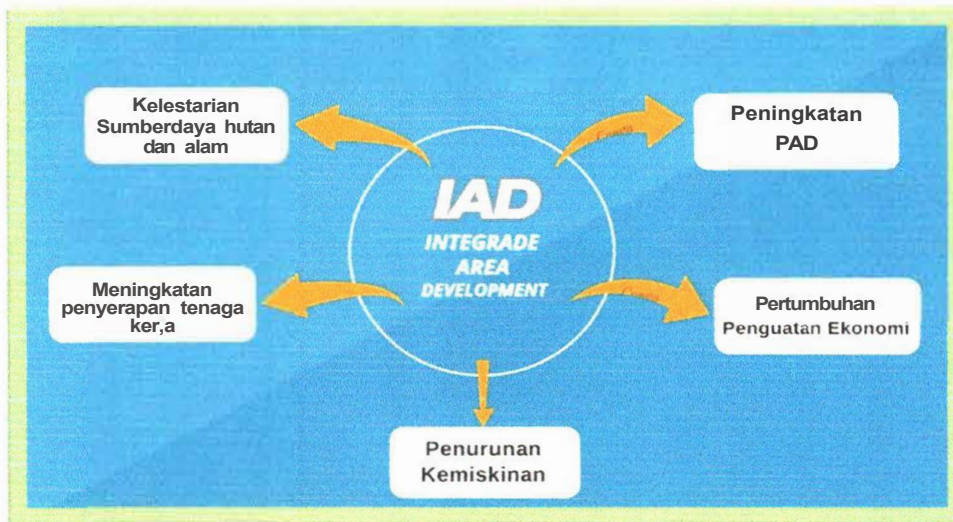 Kelestarian
Sumberdaya hutan
dan alam
Peningkatan
PAD
IAD
INTEGRADE
AREA
DEVELOPMENT
Meningkatan
penyerapan tenaga
ker,a
Pertumbuhan
Penguatan Ekonomi
Penurunan
Kemiskinan